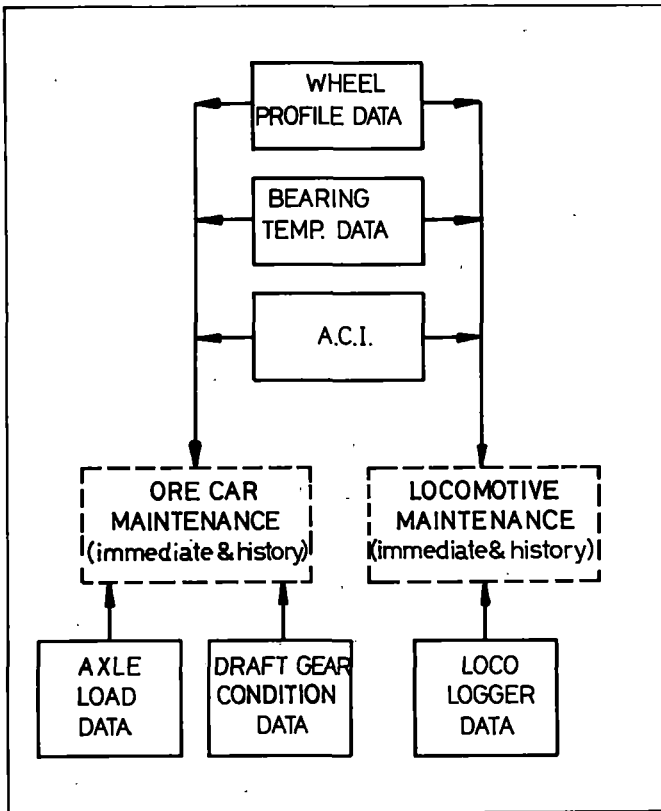 WHEEL
PROFILE DATA
BEARING
TEMP. DATA
A.C.I.
ORE CAR
MAINTENANCE
(immediate & history)
LOCOMOTIVE
MAINTENANCE
(immediate & history)
AXLE
LOAD
DATA
DRAFT GEAR
CONDITION
DATA
LOCO
LOGGER
DATA